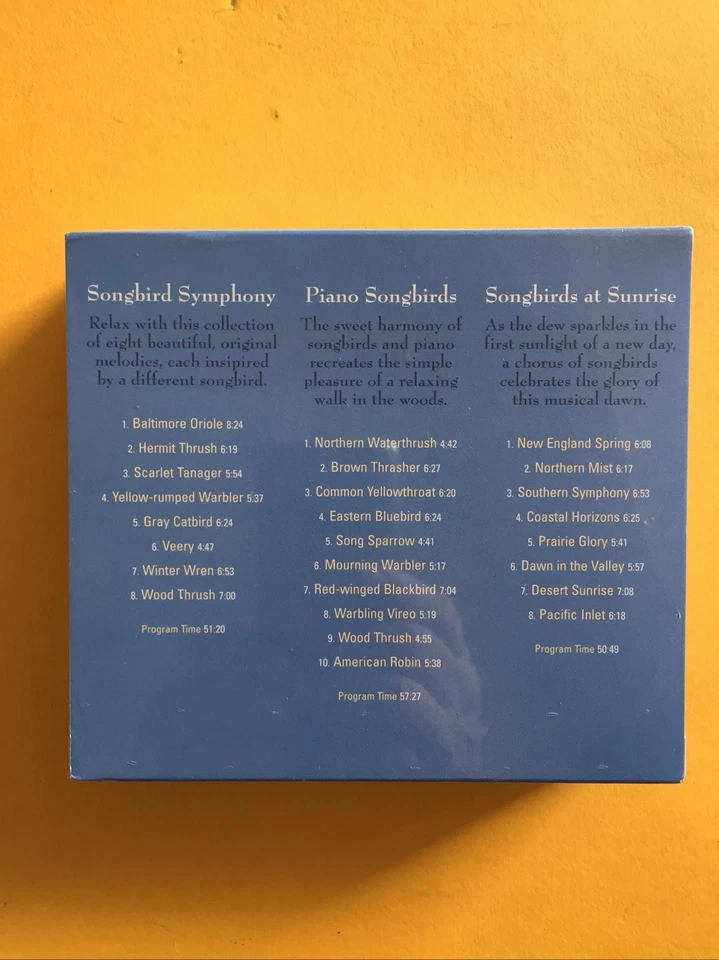 Songbird Symphony
Relax with this collection
of eight beautiful, original
melodies, each insipired
by a different songbird.
1. Baltimore Oriole 8:24
2. Hermit Thrush 6:19
3. Scarlet Tanager 5:54
4. Yellow-rumped Warbler 5:37
5. Gray Catbird 6:24
6. Veery 4:47
7. Winter Wren 6:53
8. Wood Thrush 7:00
Program Time 51:20
Piano Songbirds
The sweet harmony of
songbirds and piano
recreates the simple
pleasure of a relaxing
walk in the woods.
1. Northern Waterthrush 4:42
2. Brown Thrasher 6:27
3. Common Yellowthroat 6:20
4. Eastern Bluebird 6:24
5. Song Sparrow 4:41
6. Mourning Warbler 5:17
7. Red-winged Blackbird 7:04
8. Warbling Vireo 5:19
9. Wood Thrush 4:55
10. American Robin 5:38
Program Time 57:27
Songbirds at Sunrise
As the dew sparkles in the
first sunlight of a new day,
a chorus of songbirds
celebrates the glory of
this musical dawn.
1. New England Spring 6:08
2. Northern Mist 6:17
3. Southern Symphony 6:53
4. Coastal Horizons 6:25
5. Prairie Glory 5:41
6. Dawn in the Valley 5:57
7. Desert Sunrise 7:08
8. Pacific Inlet 6:18
Program Time 50:49